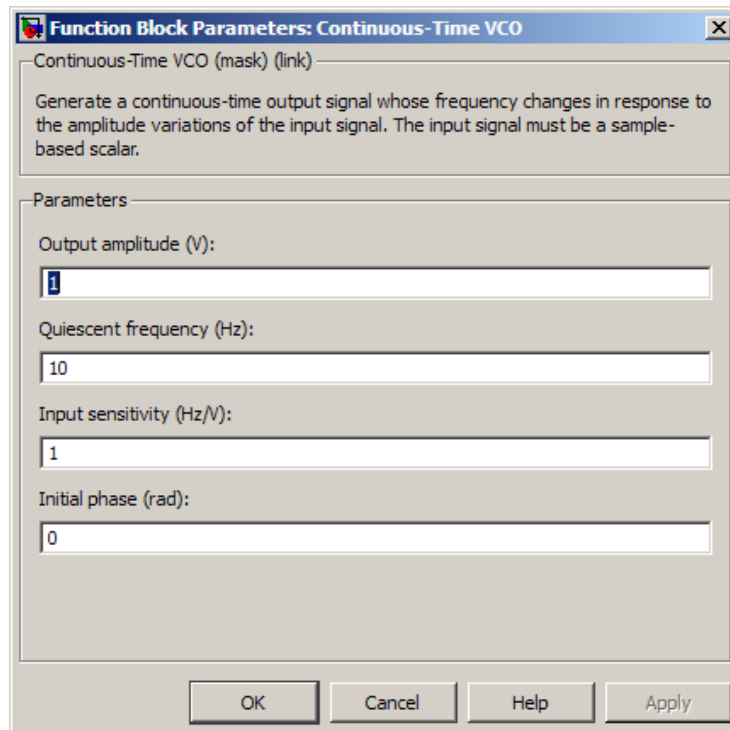 Function Block Parameters: Continuous-Time VCO
Continuous-Time VCO (mask) (link)
Generate a continuous-time output signal whose frequency changes in response to
the amplitude variations of the input signal. The input signal must be a sample-
based scalar.
Parameters
Output amplitude (V):
1
Quiescent frequency (Hz):
10
Input sensitivity (Hz/V):
1
Initial phase (rad):
0
OK
Cancel
Help
Apply